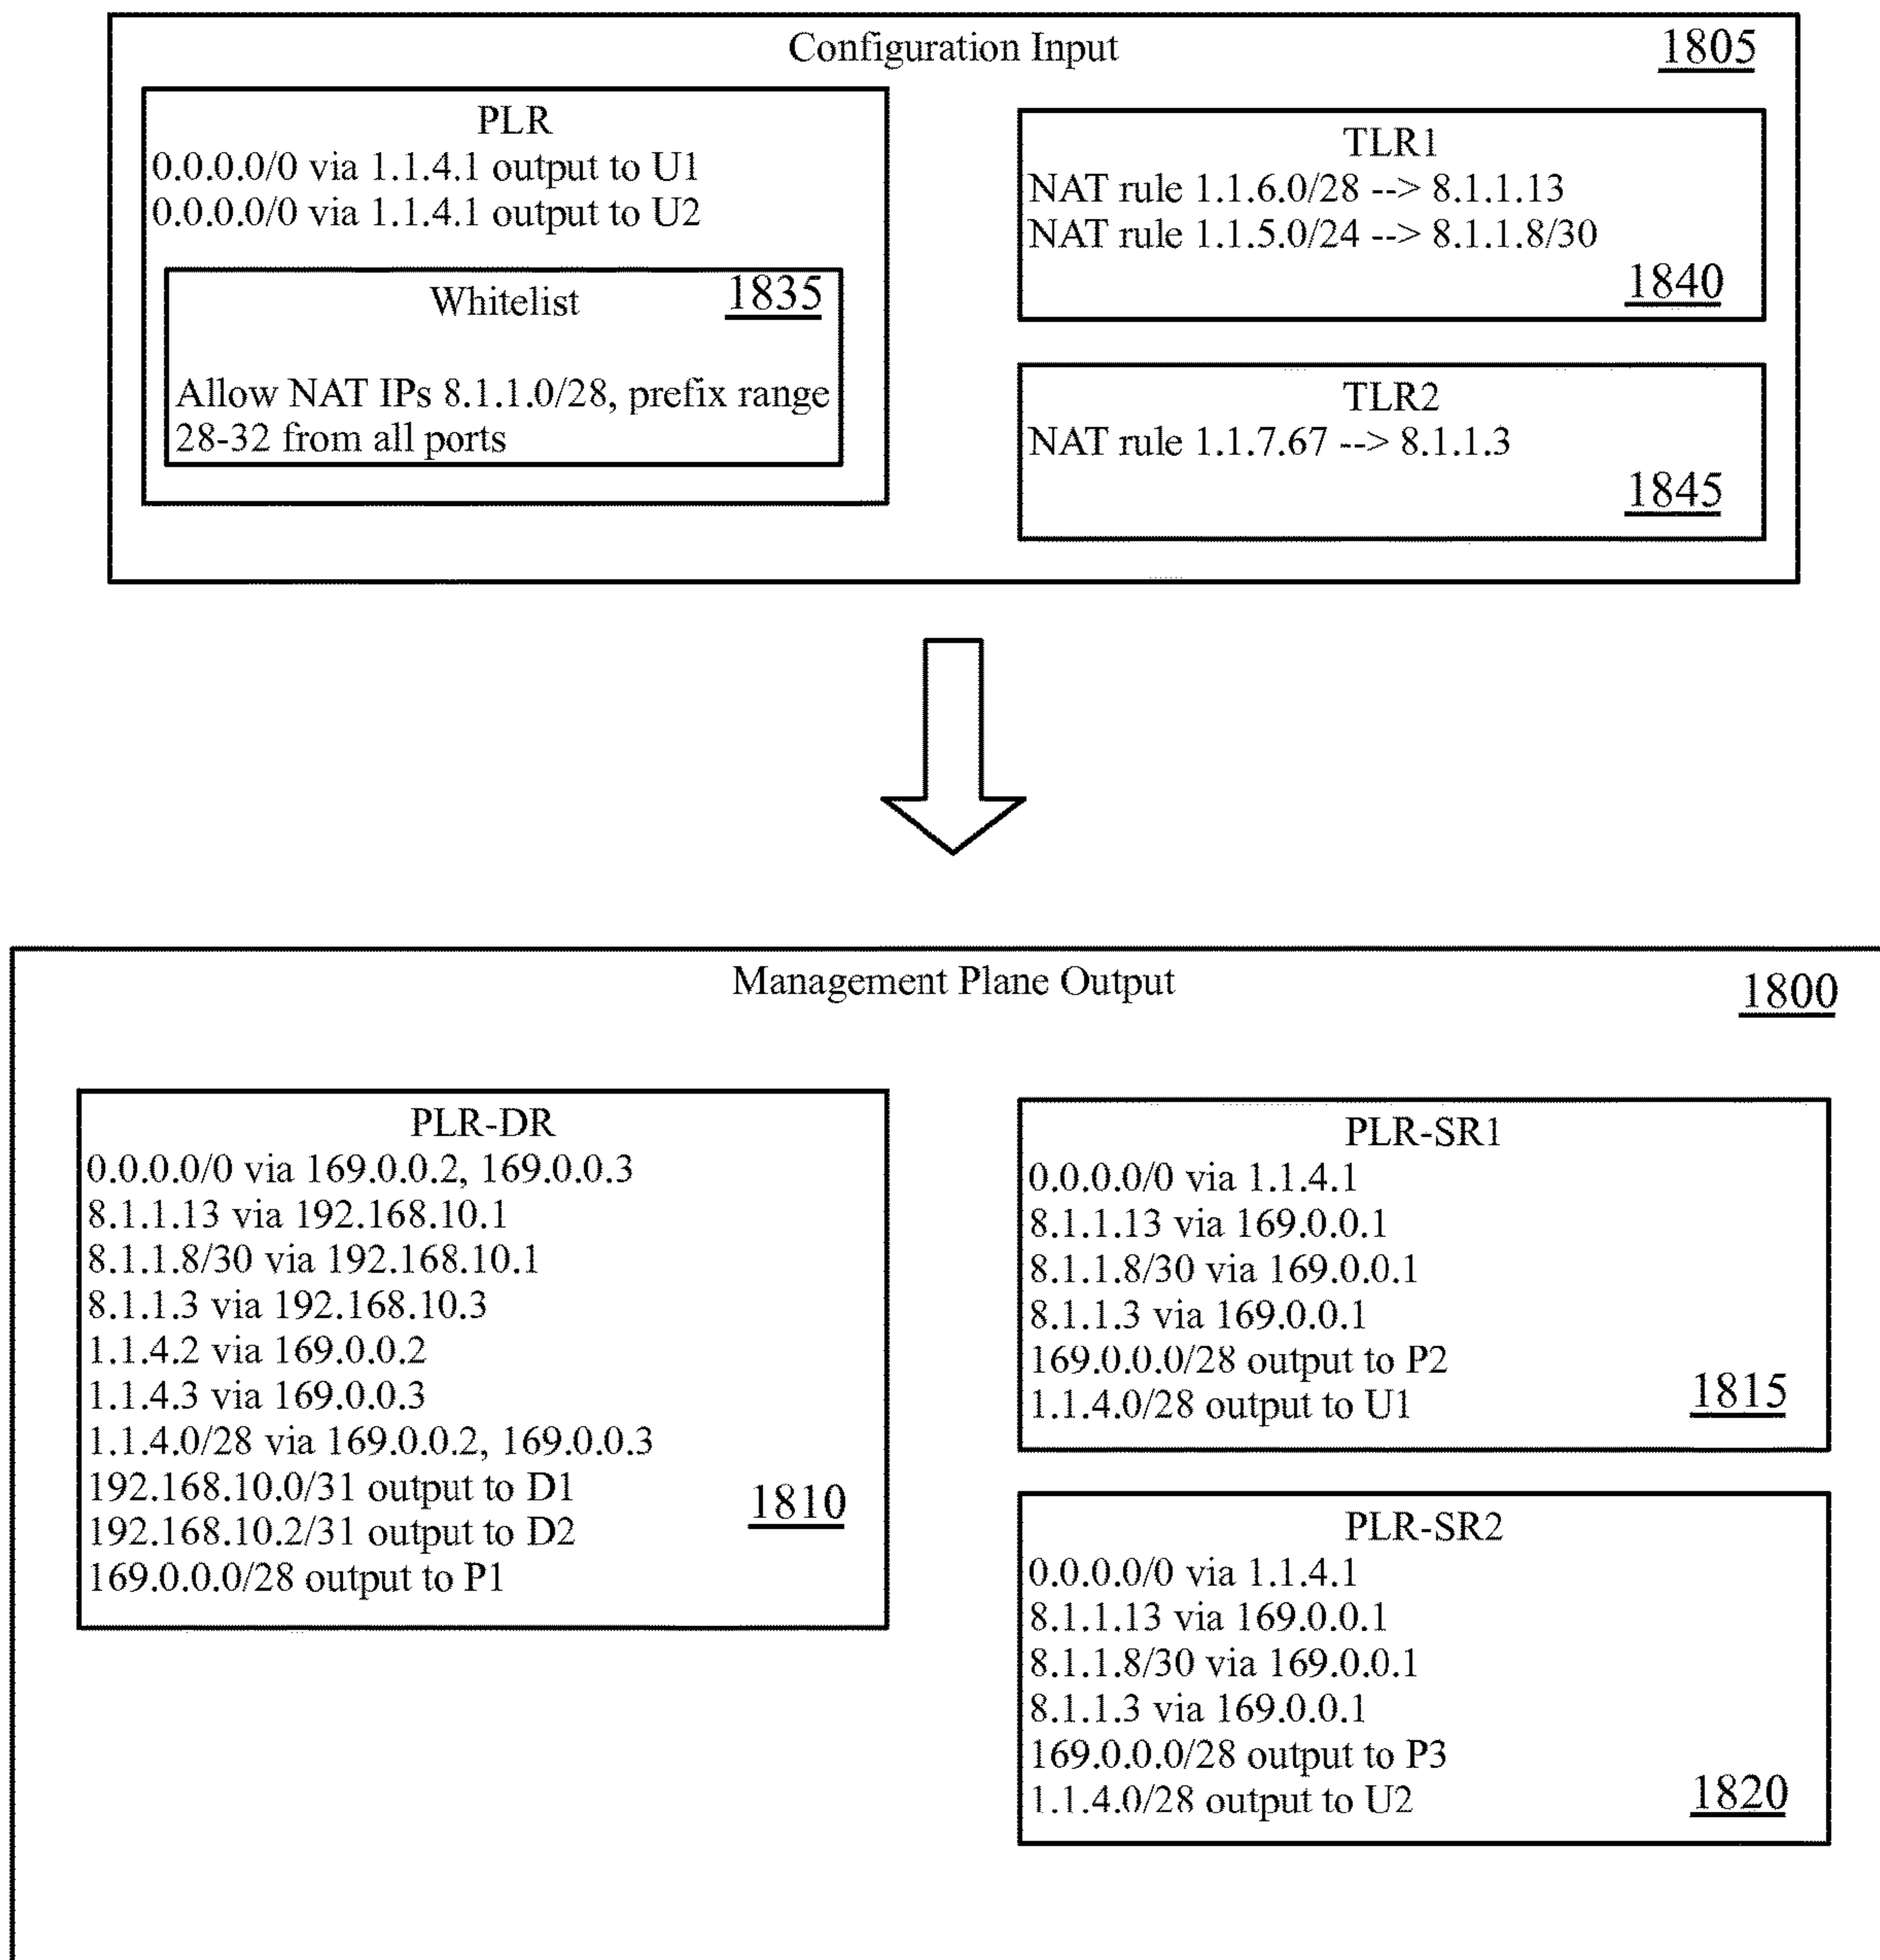 Configuration Input
1805
PLR
0.0.0.0/0 via 1.1.4.1 output to U1
0.0.0.0/0 via 1.1.4.1 output to U2
Whitelist
1835
Allow NAT IPs 8.1.1.0/28, prefix range
28-32 from all ports
TLR1
NAT rule 1.1.6.0/28 --> 8.1.1.13
NAT rule 1.1.5.0/24 --> 8.1.1.8/30
1840
TLR2
NAT rule 1.1.7.67 --> 8.1.1.3
1845
Management Plane Output
1800
PLR-DR
0.0.0.0/0 via 169.0.0.2, 169.0.0.3
8.1.1.13 via 192.168.10.1
8.1.1.8/30 via 192.168.10.1
8.1.1.3 via 192.168.10.3
1.1.4.2 via 169.0.0.2
1.1.4.3 via 169.0.0.3
1.1.4.0/28 via 169.0.0.2, 169.0.0.3
192.168.10.0/31 output to D1
192.168.10.2/31 output to D2
169.0.0.0/28 output to P1
1810
PLR-SR1
0.0.0.0/0 via 1.1.4.1
8.1.1.13 via 169.0.0.1
8.1.1.8/30 via 169.0.0.1
8.1.1.3 via 169.0.0.1
169.0.0.0/28 output to P2
1.1.4.0/28 output to U1
1815
PLR-SR2
0.0.0.0/0 via 1.1.4.1
8.1.1.13 via 169.0.0.1
8.1.1.8/30 via 169.0.0.1
8.1.1.3 via 169.0.0.1
169.0.0.0/28 output to P3
1.1.4.0/28 output to U2
1820